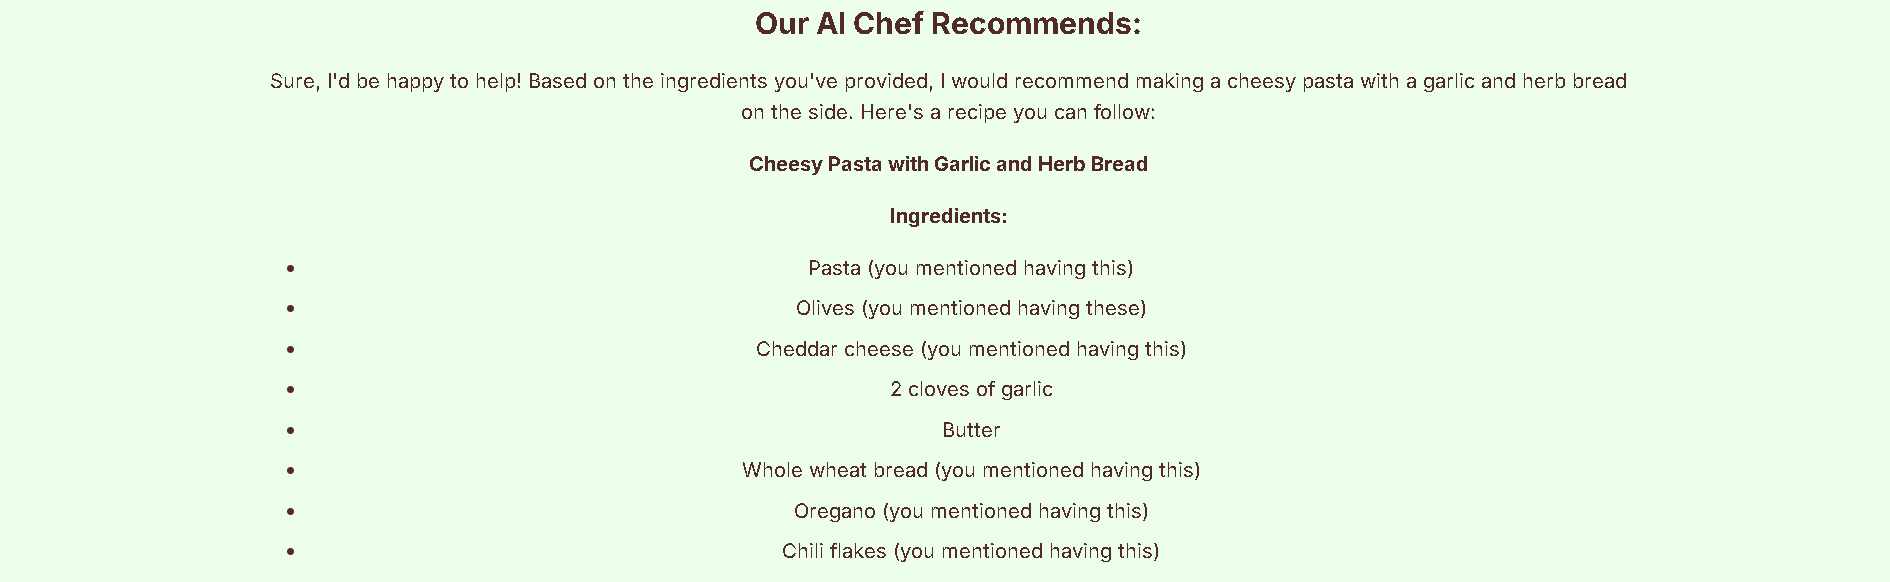 Our AI Chef Recommends:
Sure, I'd be happy to help! Based on the ingredients you've provided, I would recommend making a cheesy pasta with a garlic and herb bread
on the side. Here's a recipe you can follow:
Cheesy Pasta with Garlic and Herb Bread
Ingredients:
• Pasta (you mentioned having this)
• Olives (you mentioned having these)
• Cheddar cheese (you mentioned having this)
• 2 cloves of garlic
• Butter
• Whole wheat bread (you mentioned having this)
• Oregano (you mentioned having this)
• Chili flakes (you mentioned having this)